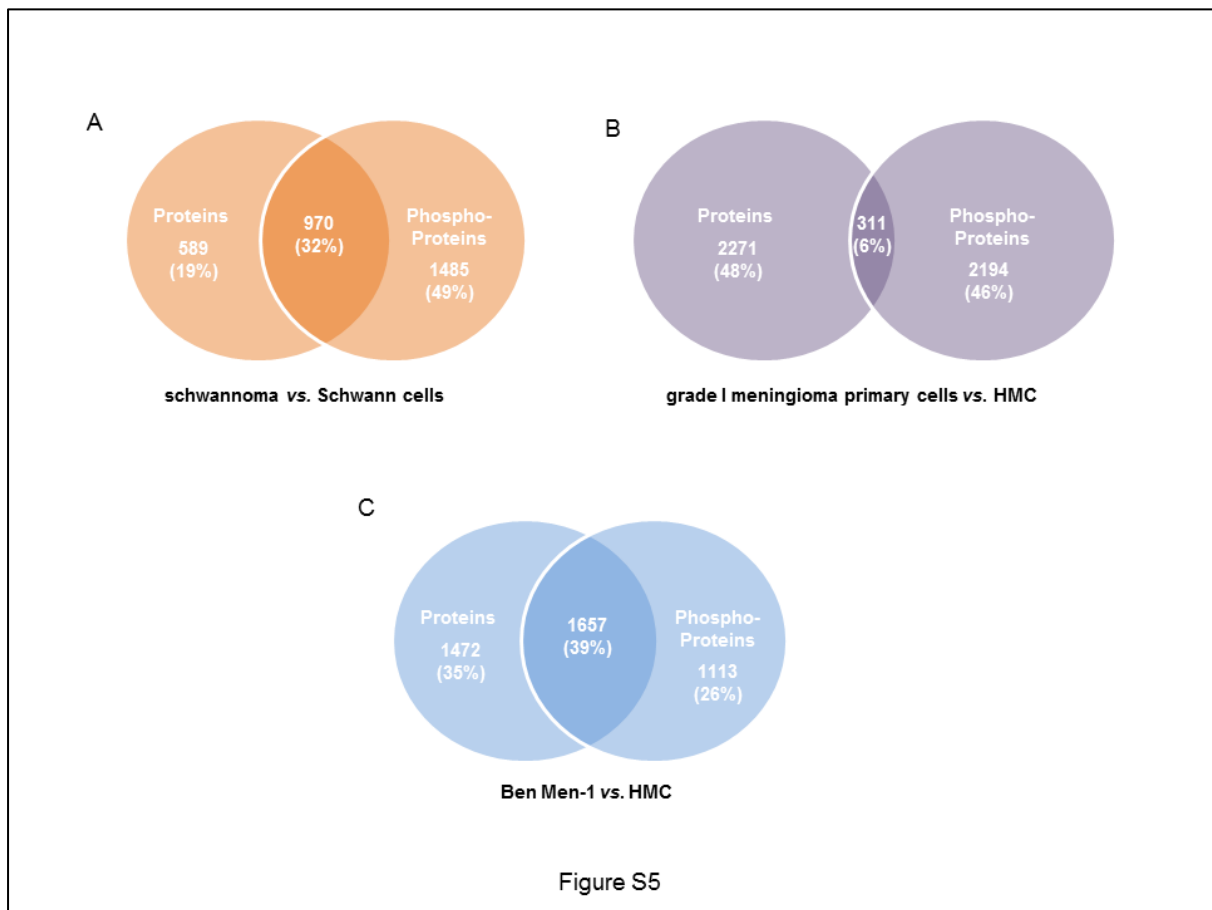 A
Proteins
589
(19%)
970
(32%)
Phospho-
Proteins
1485
(49%)
schwannoma vs. Schwann cells
B
Proteins
2271
(48%)
311
(6%)
Phospho-
Proteins
2194
(46%)
grade I meningioma primary cells vs. HMC
C
Proteins
1472
(35%)
1657
(39%)
Phospho-
Proteins
1113
(26%)
Ben Men-1 vs. HMC
Figure S5